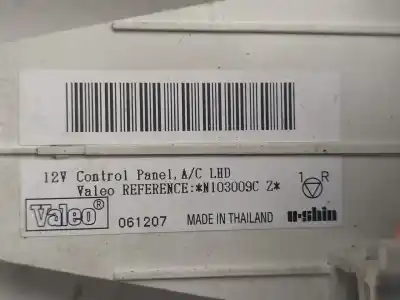 12V Control Panel, A/C LHD
Valeo REFERENCE:*N103009C Z*
1 R
Valeo® 061207 MADE IN THAILAND u-shin